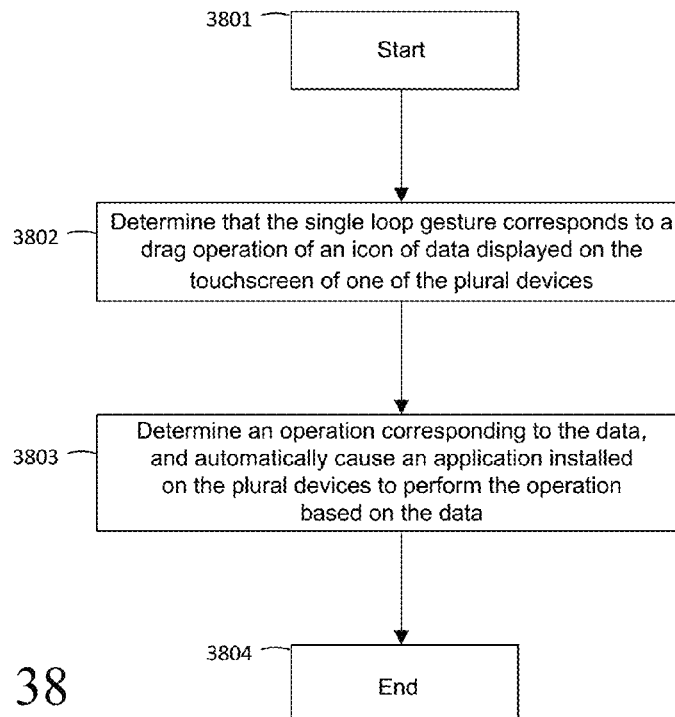 3801
Start
3802
Determine that the single loop gesture corresponds to a
drag operation of an icon of data displayed on the
touchscreen of one of the plural devices
3803
Determine an operation corresponding to the data,
and automatically cause an application installed
on the plural devices to perform the operation
based on the data
3804
End
38